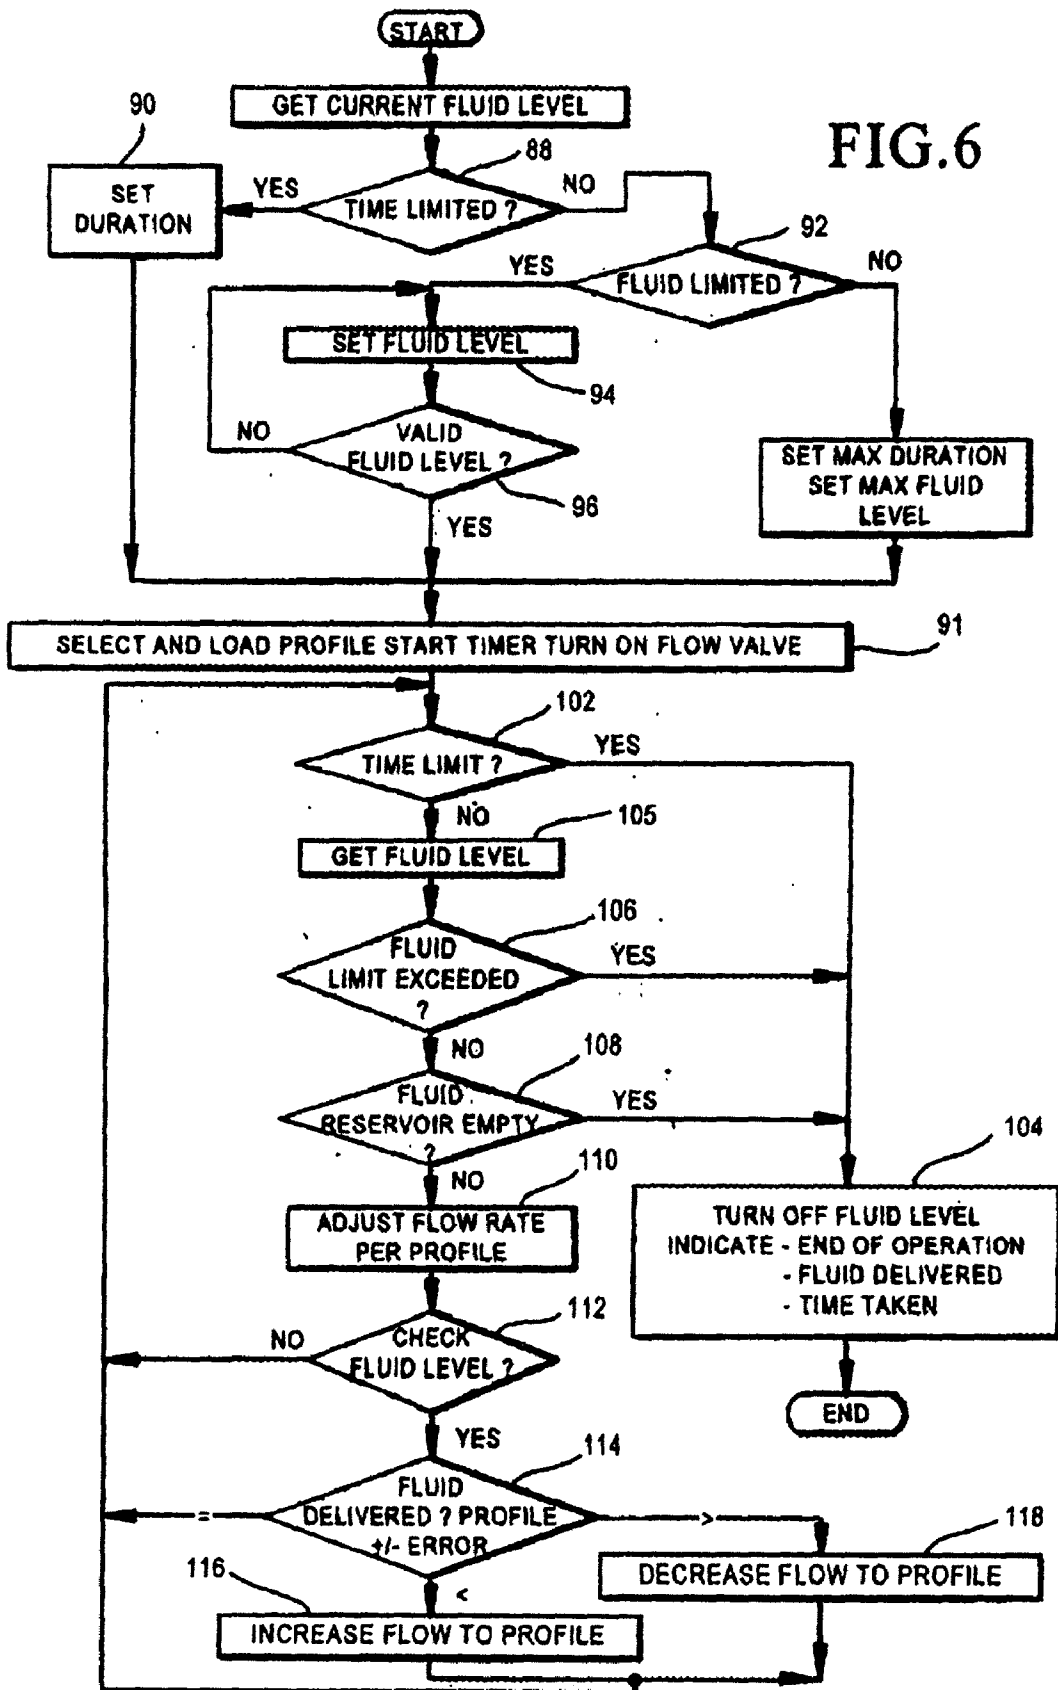 START
GET CURRENT FLUID LEVEL
FIG.6
90
88
SET
DURATION
YES
TIME LIMITED ?
NO
92
YES
FLUID LIMITED ?
NO
SET FLUID LEVEL
94
NO
VALID
FLUID LEVEL ?
96
YES
SET MAX DURATION
SET MAX FLUID
LEVEL
SELECT AND LOAD PROFILE START TIMER TURN ON FLOW VALVE
91
102
TIME LIMIT ?
YES
NO
105
GET FLUID LEVEL
106
FLUID
LIMIT EXCEEDED
?
YES
NO
108
FLUID
RESERVOIR EMPTY
?
YES
NO
110
104
ADJUST FLOW RATE
PER PROFILE
TURN OFF FLUID LEVEL
INDICATE - END OF OPERATION
- FLUID DELIVERED
- TIME TAKEN
112
NO
CHECK
FLUID LEVEL ?
END
YES
114
=
FLUID
DELIVERED ? PROFILE
+/- ERROR
>
118
116
<
DECREASE FLOW TO PROFILE
INCREASE FLOW TO PROFILE